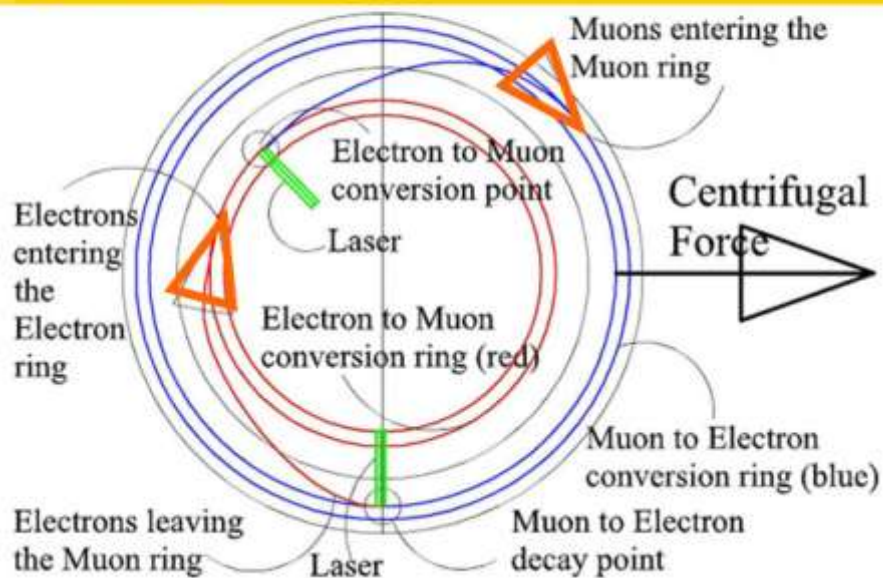 Muons entering the
Muon ring
Electron to Muon
conversion point
Centrifugal
Force
Electrons
entering
the
Electron
ring
Laser
Electron to Muon
conversion ring (red)
Muon to Electron
conversion ring (blue)
Electrons leaving
the Muon ring
Laser
Muon to Electron
decay point